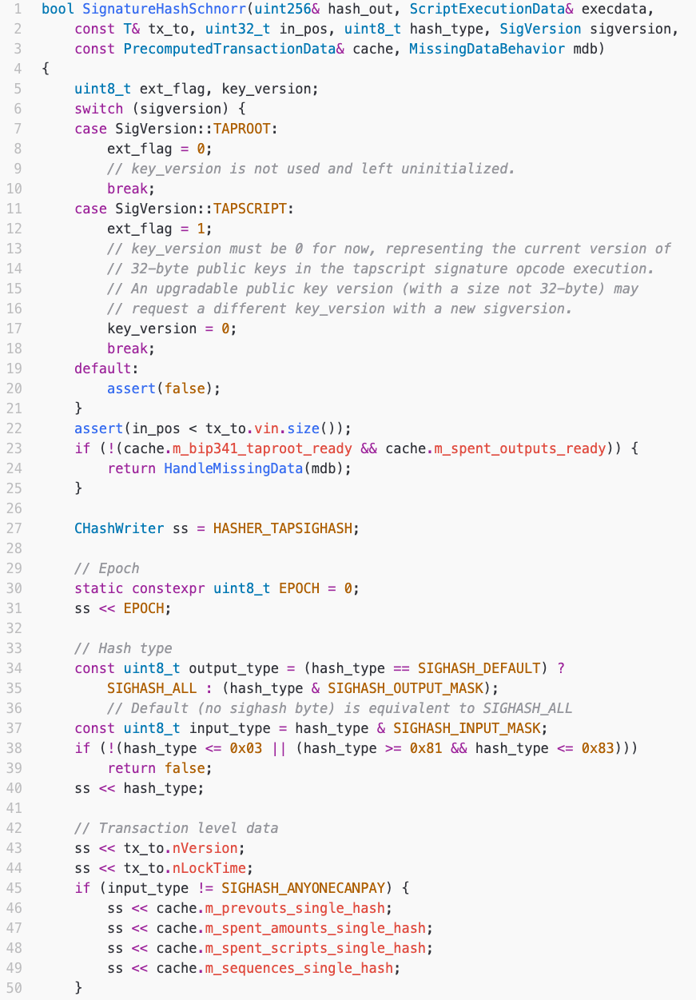 1 bool SignatureHashSchnorr(uint256& hash_out, ScriptExecutionData& execdata,
2     const T& tx_to, uint32_t in_pos, uint8_t hash_type, SigVersion sigversion,
3     const PrecomputedTransactionData& cache, MissingDataBehavior mdb)
4 {
5     uint8_t ext_flag, key_version;
6     switch (sigversion) {
7     case SigVersion::TAPROOT:
8         ext_flag = 0;
9         // key_version is not used and left uninitialized.
10         break;
11     case SigVersion::TAPSCRIPT:
12         ext_flag = 1;
13         // key_version must be 0 for now, representing the current version of
14         // 32-byte public keys in the tapscript signature opcode execution.
15         // An upgradable public key version (with a size not 32-byte) may
16         // request a different key_version with a new sigversion.
17         key_version = 0;
18         break;
19     default:
20         assert(false);
21     }
22     assert(in_pos < tx_to.vin.size());
23     if (!(cache.m_bip341_taproot_ready && cache.m_spent_outputs_ready)) {
24         return HandleMissingData(mdb);
25     }
26
27     CHashWriter ss = HASHER_TAPSIGHASH;
28
29     // Epoch
30     static constexpr uint8_t EPOCH = 0;
31     ss << EPOCH;
32
33     // Hash type
34     const uint8_t output_type = (hash_type == SIGHASH_DEFAULT) ?
35         SIGHASH_ALL : (hash_type & SIGHASH_OUTPUT_MASK);
36         // Default (no sighash byte) is equivalent to SIGHASH_ALL
37     const uint8_t input_type = hash_type & SIGHASH_INPUT_MASK;
38     if (!(hash_type <= 0x03 || (hash_type >= 0x81 && hash_type <= 0x83)))
39         return false;
40     ss << hash_type;
41
42     // Transaction level data
43     ss << tx_to.nVersion;
44     ss << tx_to.nLockTime;
45     if (input_type != SIGHASH_ANYONECANPAY) {
46         ss << cache.m_prevouts_single_hash;
47         ss << cache.m_spent_amounts_single_hash;
48         ss << cache.m_spent_scripts_single_hash;
49         ss << cache.m_sequences_single_hash;
50     }